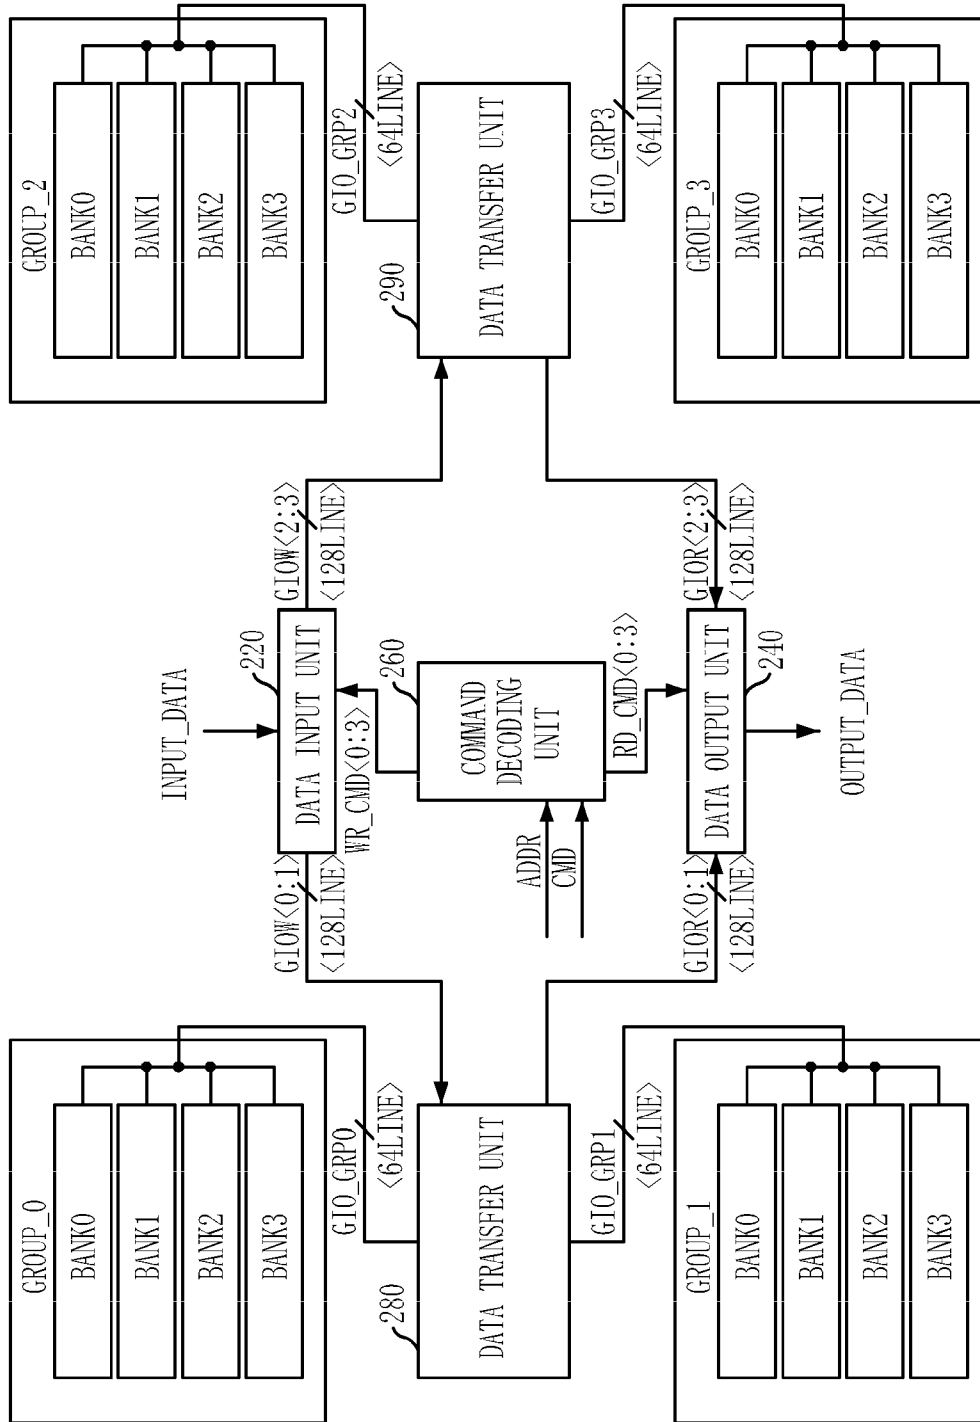 GROUP_0
BANK0
BANK1
BANK2
BANK3
GIO_GRP0
<64LINE>
280
DATA TRANSFER UNIT
GIO_GRP1
<64LINE>
GROUP_1
BANK0
BANK1
BANK2
BANK3
INPUT_DATA
GIOW<0:1>
<128LINE>
220
DATA INPUT UNIT
GIOW<2:3>
<128LINE>
WR_CMD<0:3>
260
COMMAND
DECODING
UNIT
ADDR
CMD
RD_CMD<0:3>
GIOR<0:1>
<128LINE>
DATA OUTPUT UNIT
240
GIOR<2:3>
<128LINE>
OUTPUT_DATA
GROUP_2
BANK0
BANK1
BANK2
BANK3
GIO_GRP2
<64LINE>
290
DATA TRANSFER UNIT
GIO_GRP3
<64LINE>
GROUP_3
BANK0
BANK1
BANK2
BANK3